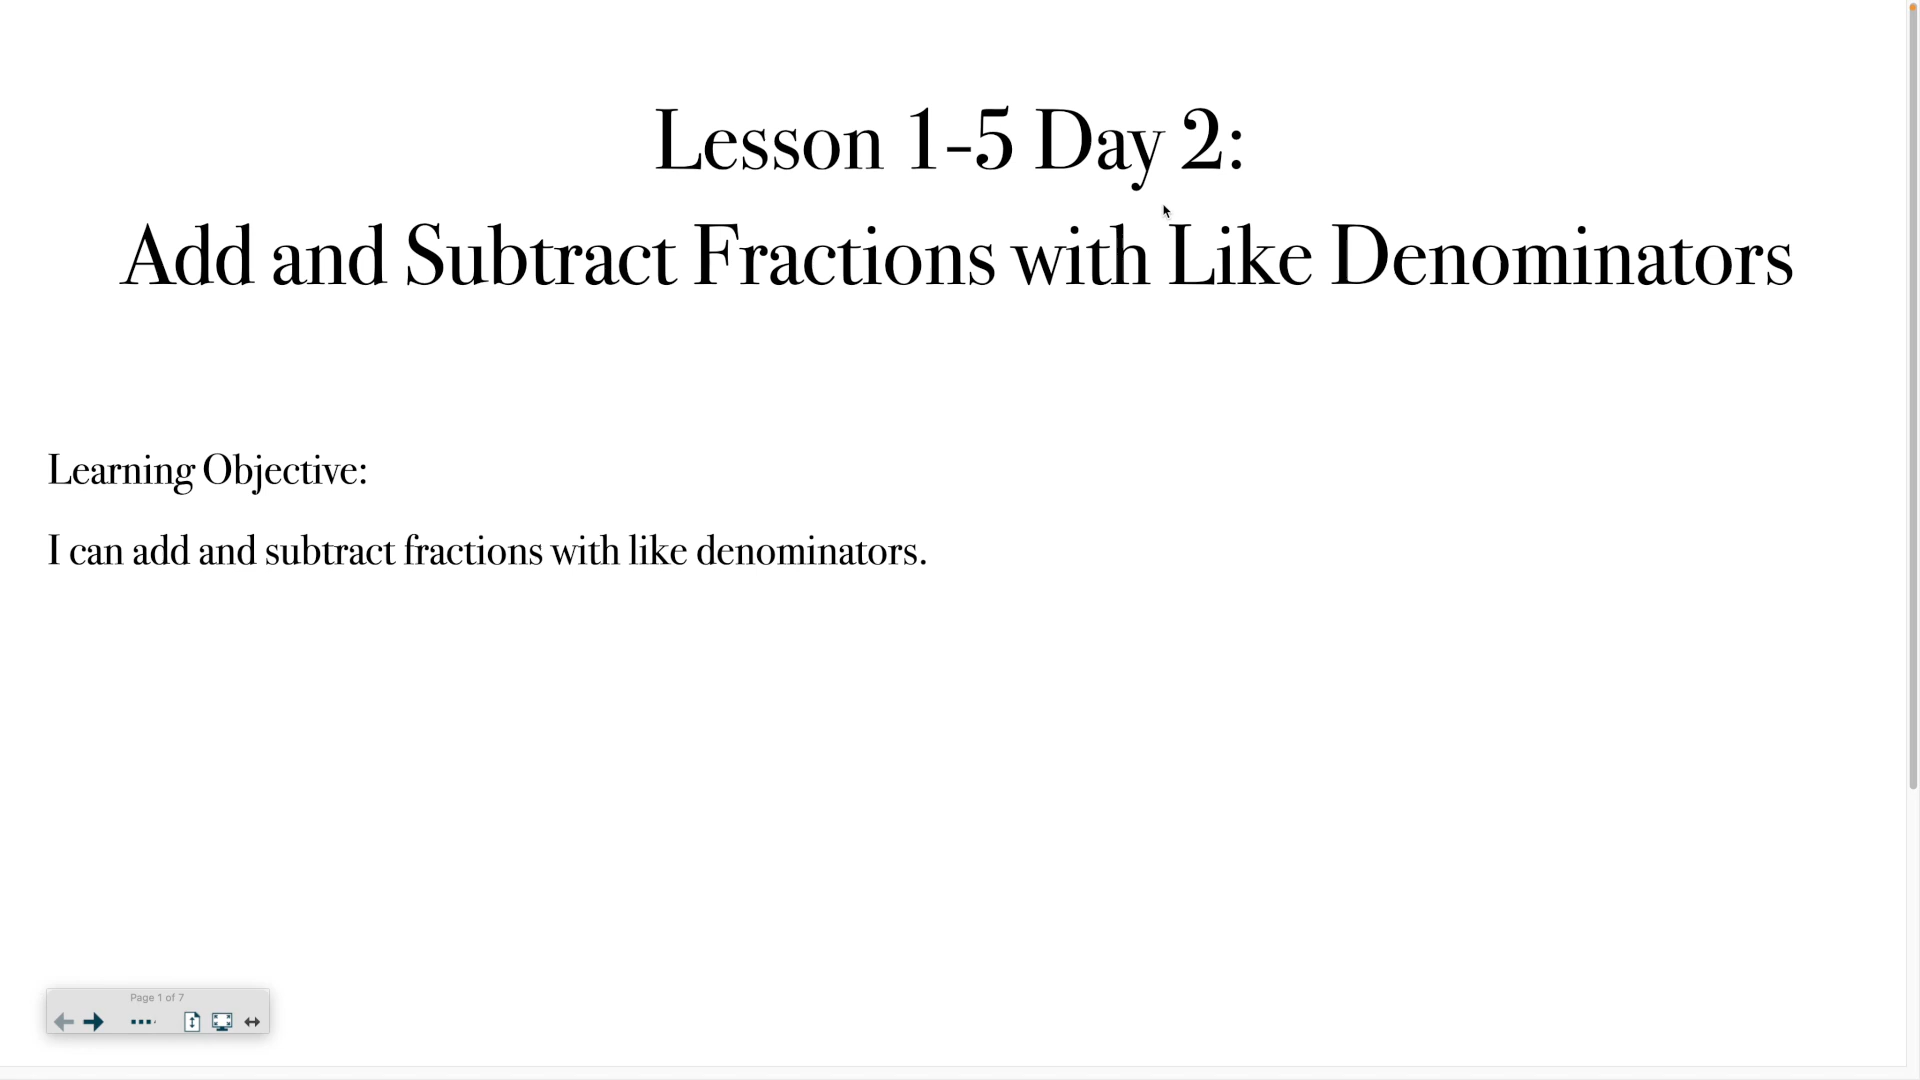 Lesson 1-5 Day 2:
Add and Subtract Fractions with Like Denominators
Learning Objective:
I can add and subtract fractions with like denominators.
Page 1 of 7